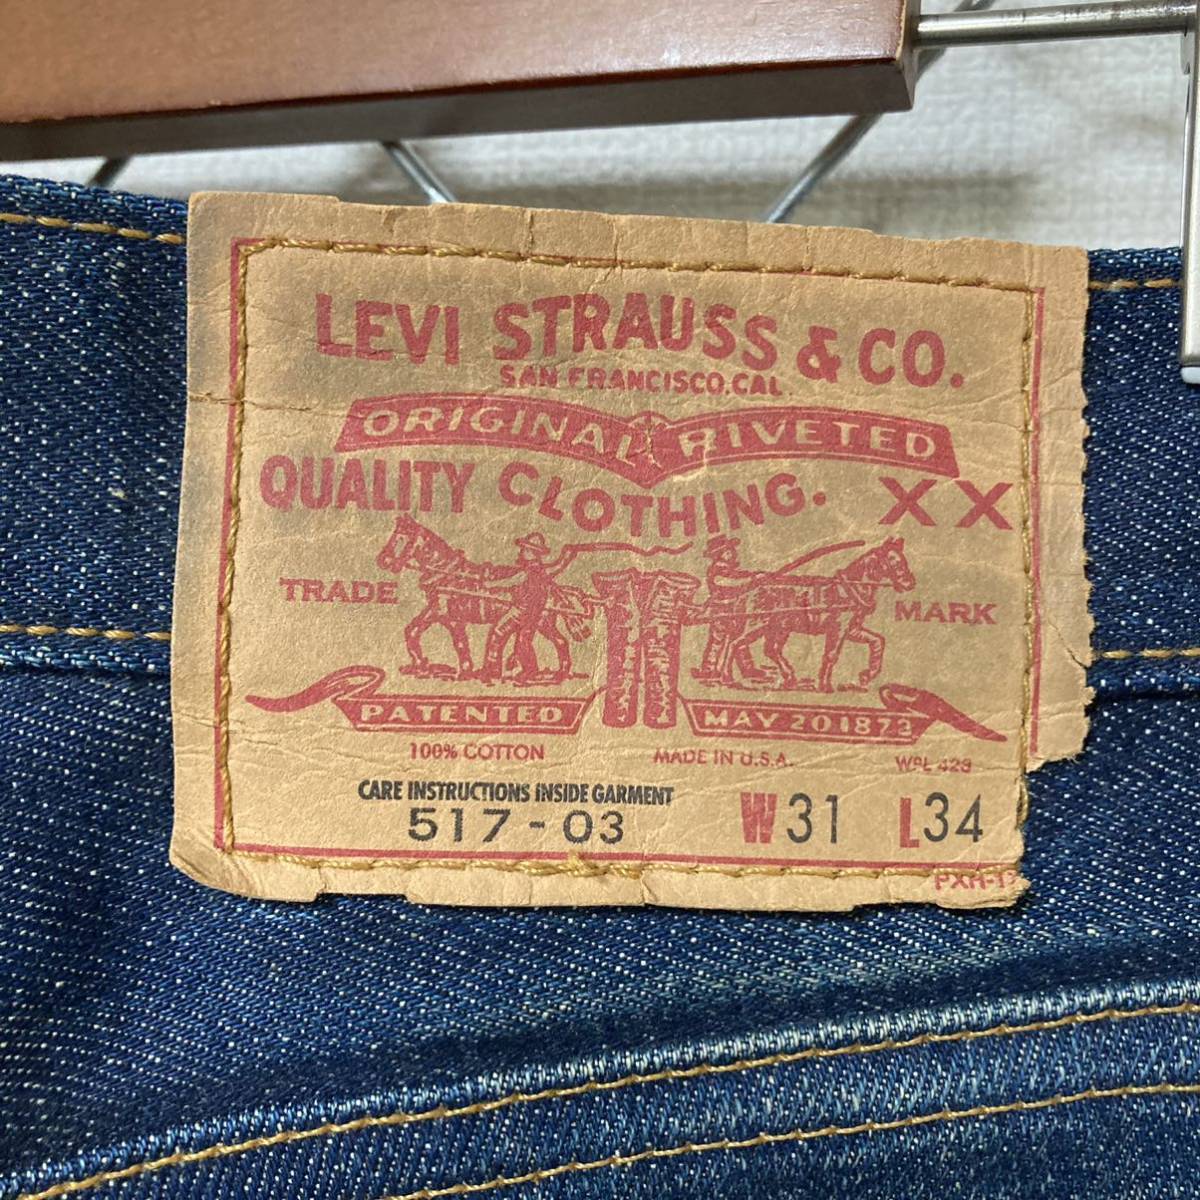 LEVI STRAUSS & CO.
SAN FRANCISCO, CAL.
ORIGINAL RIVETED
QUALITY CLOTHING. XX
TRADE MARK
PATENTED MAY 20 1873
100% COTTON MADE IN U.S.A. WPL 423
CARE INSTRUCTIONS INSIDE GARMENT
517-03 W31 L34